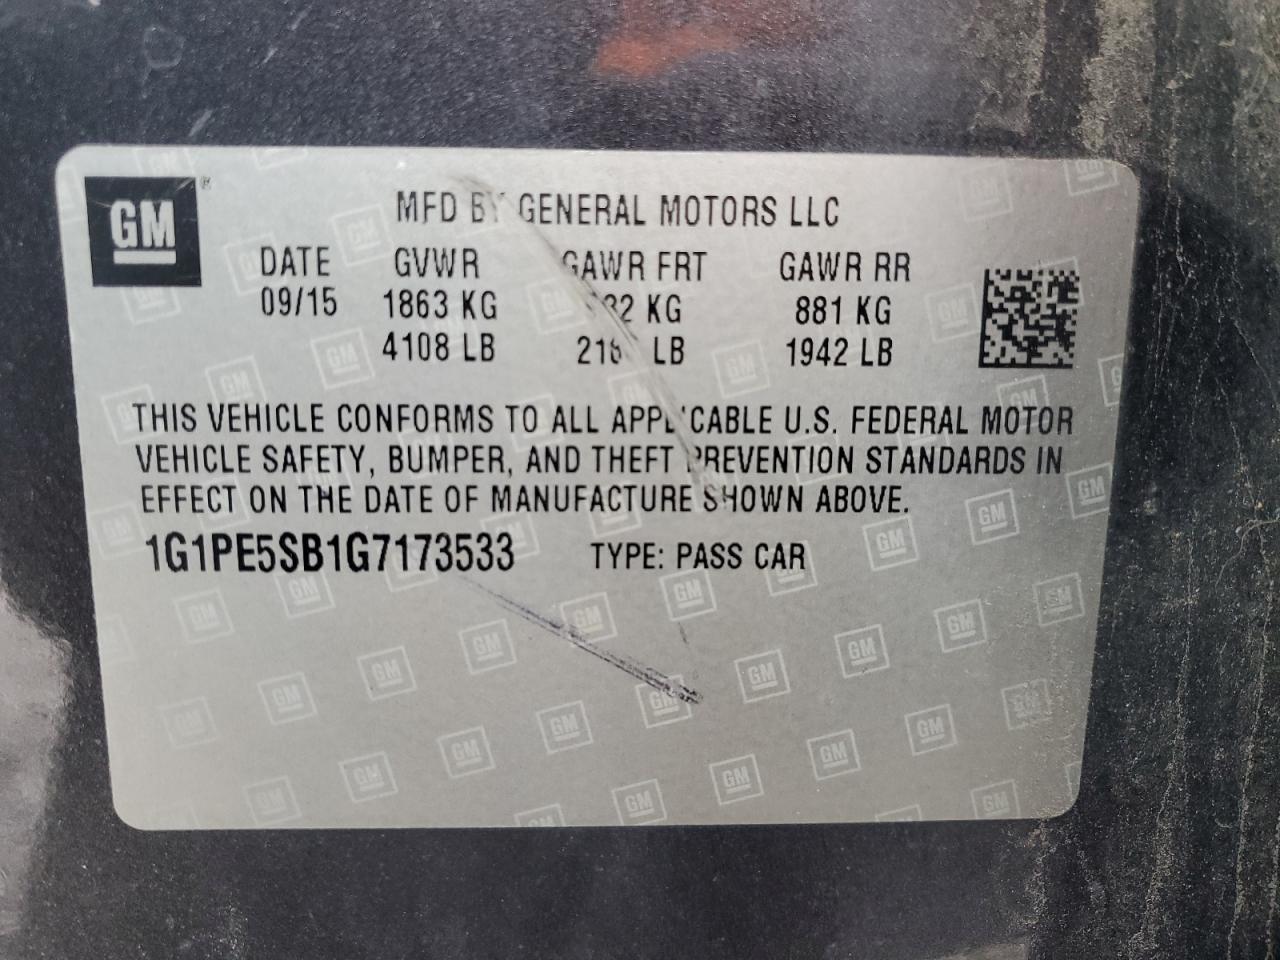 GM
MFD BY GENERAL MOTORS LLC
DATE GVWR GAWR FRT GAWR RR
09/15 1863 KG KG 881 KG
4108 LB LB 1942 LB
THIS VEHICLE CONFORMS TO ALL APPLICABLE U.S. FEDERAL MOTOR
VEHICLE SAFETY, BUMPER, AND THEFT PREVENTION STANDARDS IN
EFFECT ON THE DATE OF MANUFACTURE SHOWN ABOVE.
1G1PE5SB1G7173533 TYPE: PASS CAR